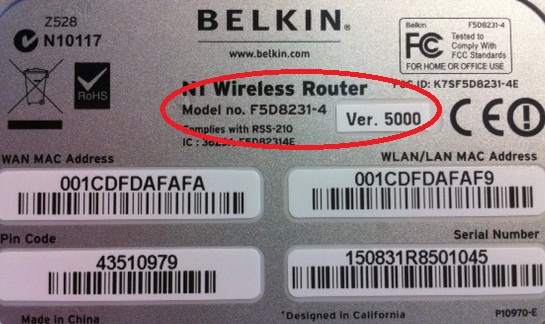 Z528
N10117
BELKIN.
www.belkin.com
RoHS
FC
Belkin F5D8231-4
Tested to
Comply With
FCC Standards
FOR HOME OR OFFICE USE
N1 Wireless Router
FCC ID: K7SF5D8231-4E
Model no. F5D8231-4
Ver. 5000
CE
Complies with RSS-210
WAN MAC Address
WLAN/LAN MAC Address
001CDFDAFAFA
001CDFDAFAF9
Pin Code
Serial Number
43510979
150831R8501045
Made in China
*Designed in California
P10970-E